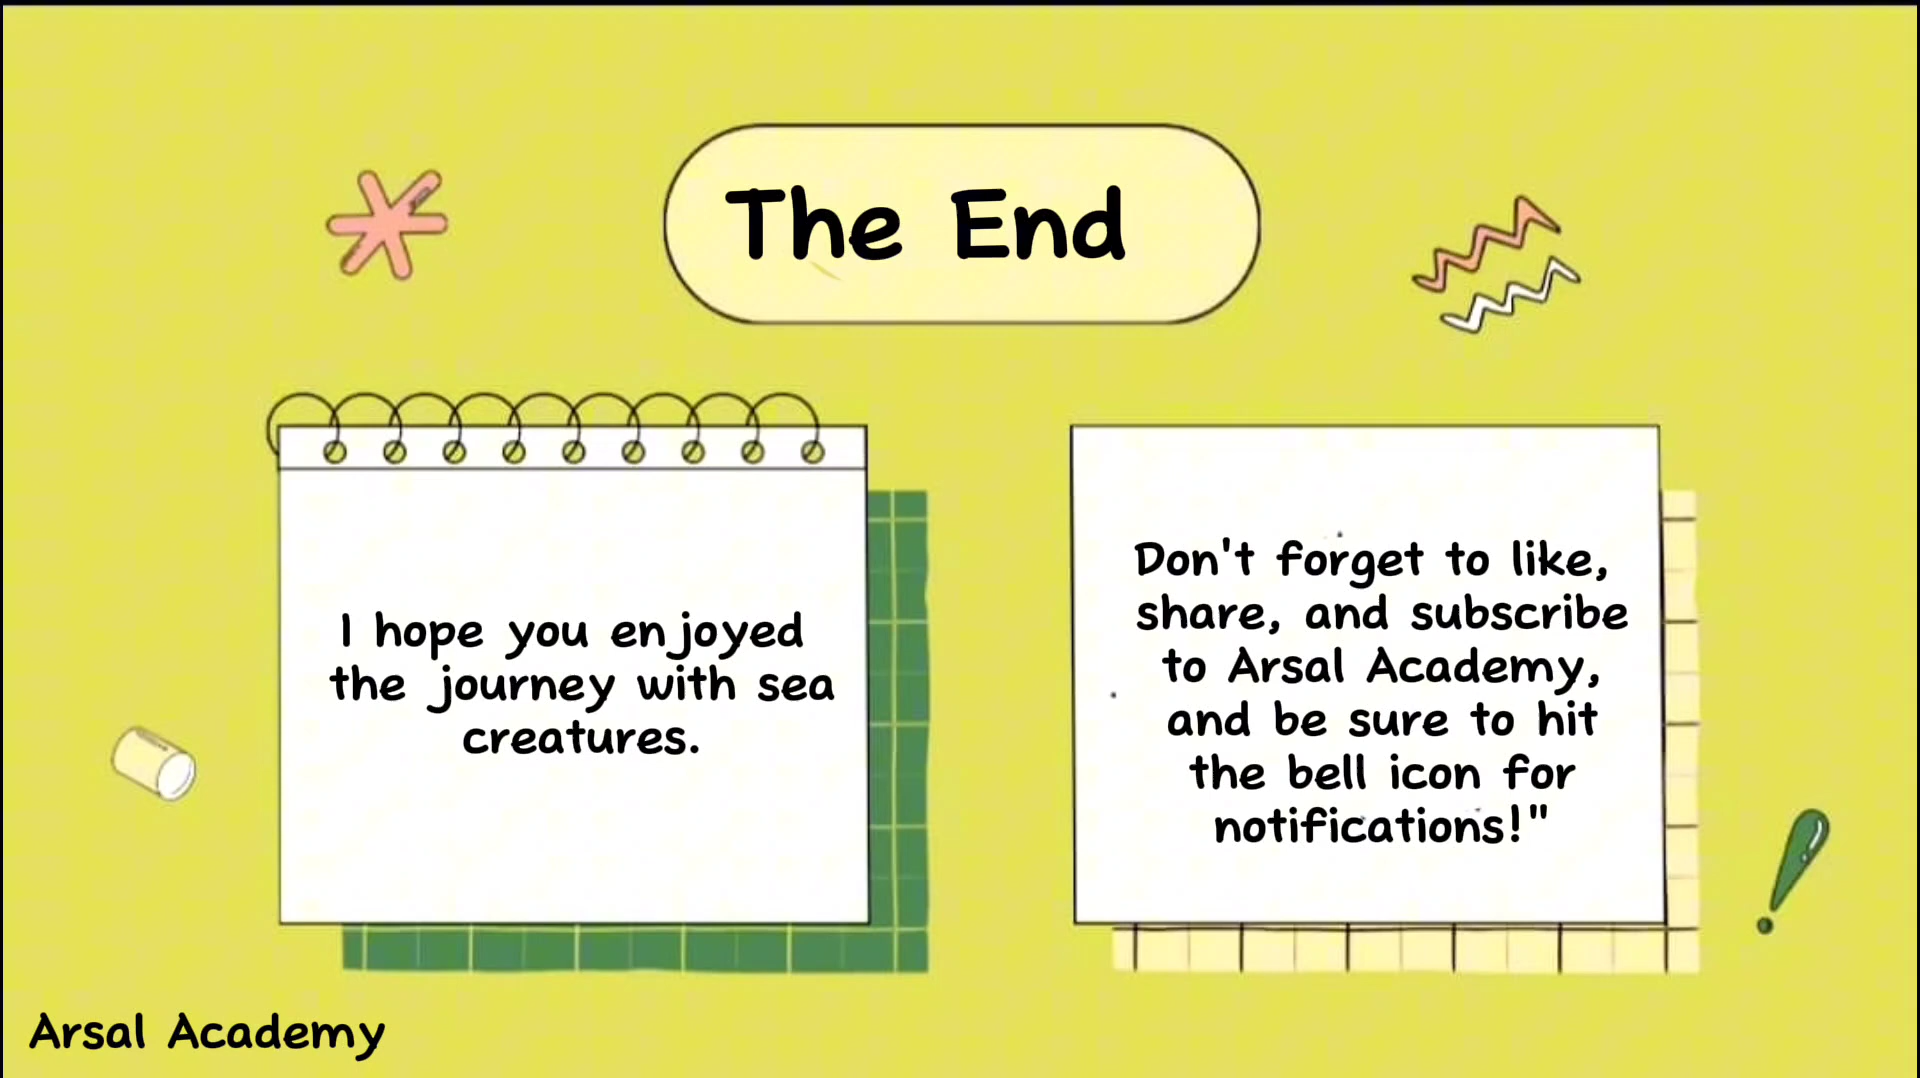 The End
I hope you enjoyed
the journey with sea
creatures.
Don't forget to like,
share, and subscribe
to Arsal Academy,
and be sure to hit
the bell icon for
notifications!"
Arsal Academy